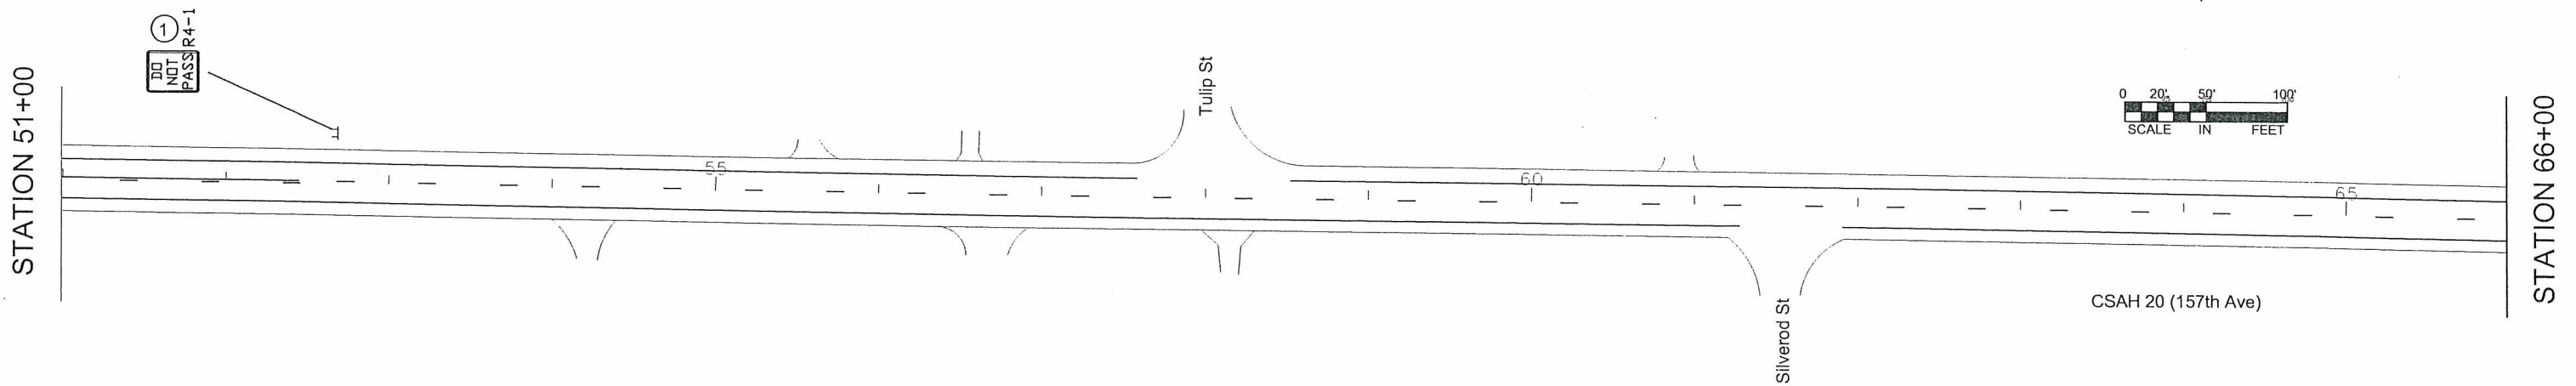 STATION 51+00
1
DO
NOT
PASS
R4-1
Tulip St
0 20' 50' 100'
SCALE IN FEET
STATION 66+00
55
60
65
CSAH 20 (157th Ave)
Silverod St